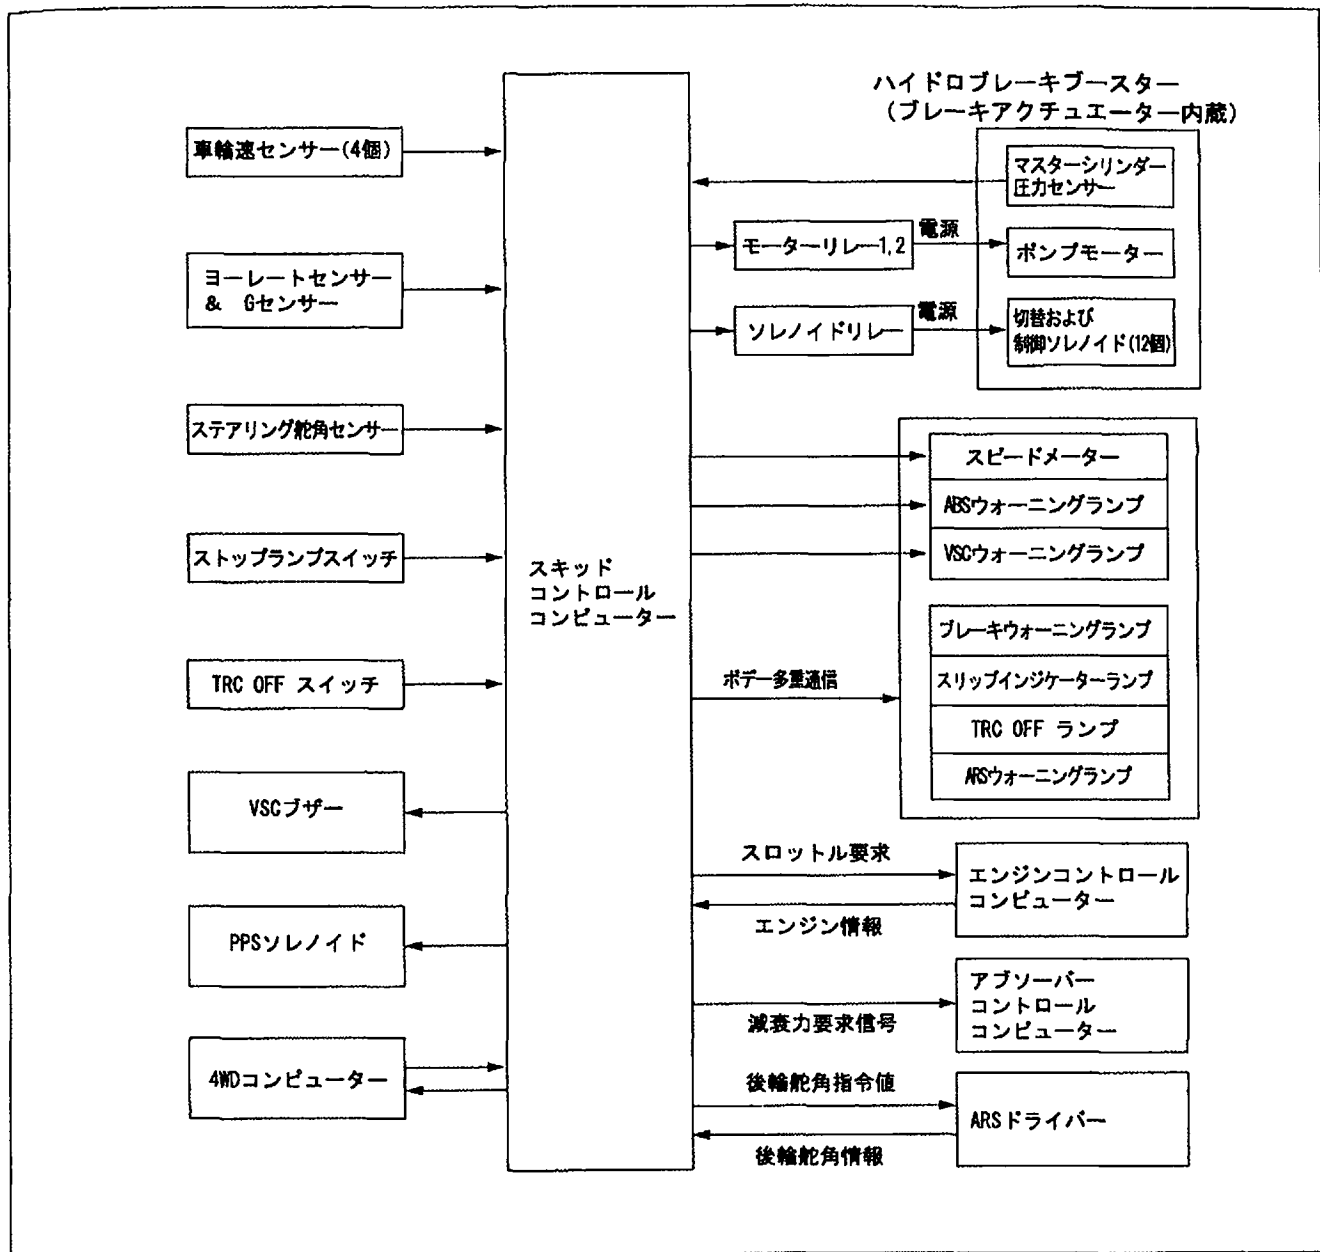 ハイドロブレーキブースター
(ブレーキアクチュエーター内蔵)
車輪速センサー(4個)
ヨーレートセンサー
& Gセンサー
ステアリング舵角センサー
ストップランプスイッチ
TRC OFF スイッチ
VSCブザー
PPSソレノイド
4WDコンピューター
スキッド
コントロール
コンピューター
マスターシリンダー
圧力センサー
モーターリレー1,2
電源
ポンプモーター
ソレノイドリレー
電源
切替および
制御ソレノイド(12個)
スピードメーター
ABSウォーニングランプ
VSCウォーニングランプ
ブレーキウォーニングランプ
ボデー多重通信
スリップインジケーターランプ
TRC OFF ランプ
ARSウォーニングランプ
スロットル要求
エンジン情報
エンジンコントロール
コンピューター
減衰力要求信号
アブソーバー
コントロール
コンピューター
後輪舵角指令値
後輪舵角情報
ARSドライバー